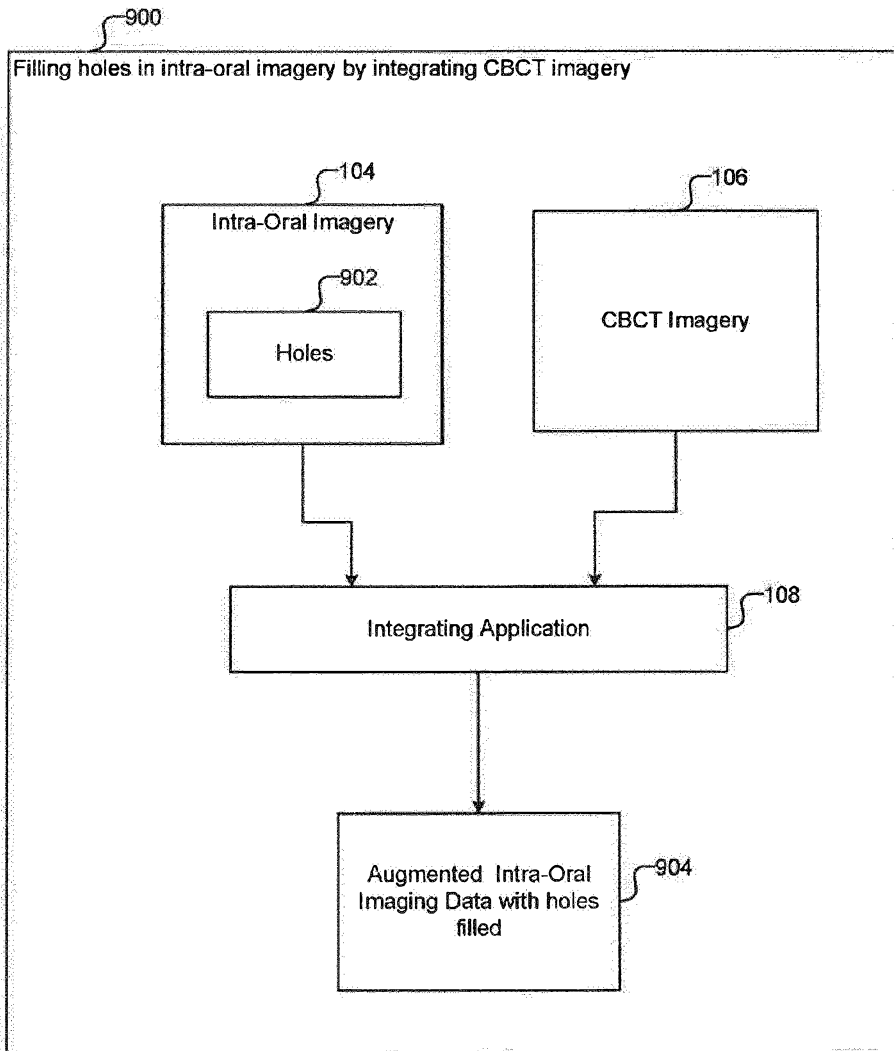 900
Filling holes in intra-oral imagery by integrating CBCT imagery
104
Intra-Oral Imagery
902
Holes
106
CBCT Imagery
108
Integrating Application
904
Augmented Intra-Oral
Imaging Data with holes
filled